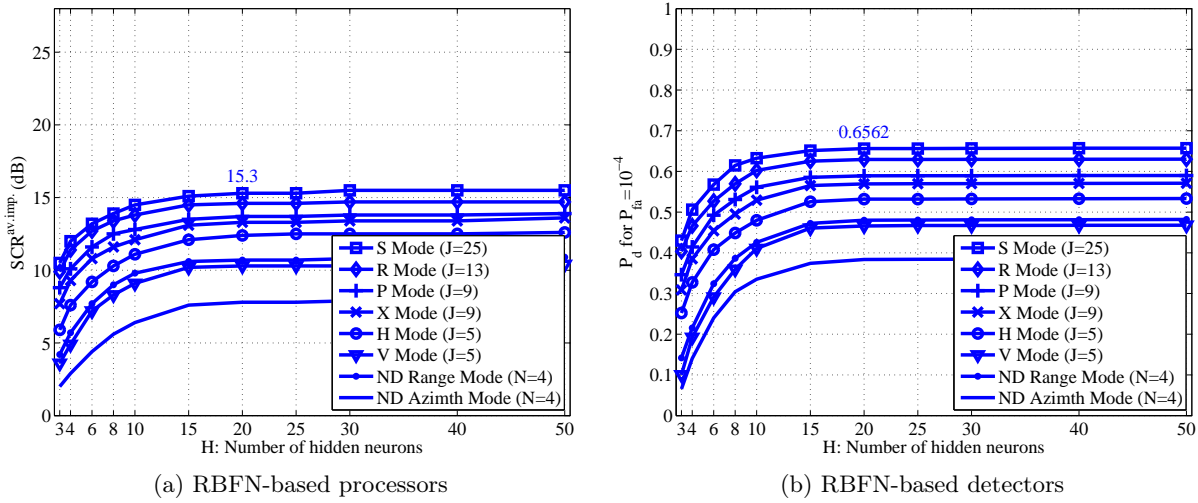 25
20
15
10
5
0
SCR^av.imp. (dB)
15.3
S Mode (J=25)
R Mode (J=13)
P Mode (J=9)
X Mode (J=9)
H Mode (J=5)
V Mode (J=5)
ND Range Mode (N=4)
ND Azimth Mode (N=4)
3 4 6 8 10 15 20 25 30 40 50
H: Number of hidden neurons
(a) RBFN-based processors
1
0.9
0.8
0.7
0.6
0.5
0.4
0.3
0.2
0.1
0
P_d for P_fa=10^-4
0.6562
S Mode (J=25)
R Mode (J=13)
P Mode (J=9)
X Mode (J=9)
H Mode (J=5)
V Mode (J=5)
ND Range Mode (N=4)
ND Azimth Mode (N=4)
3 4 6 8 10 15 20 25 30 40 50
H: Number of hidden neurons
(b) RBFN-based detectors